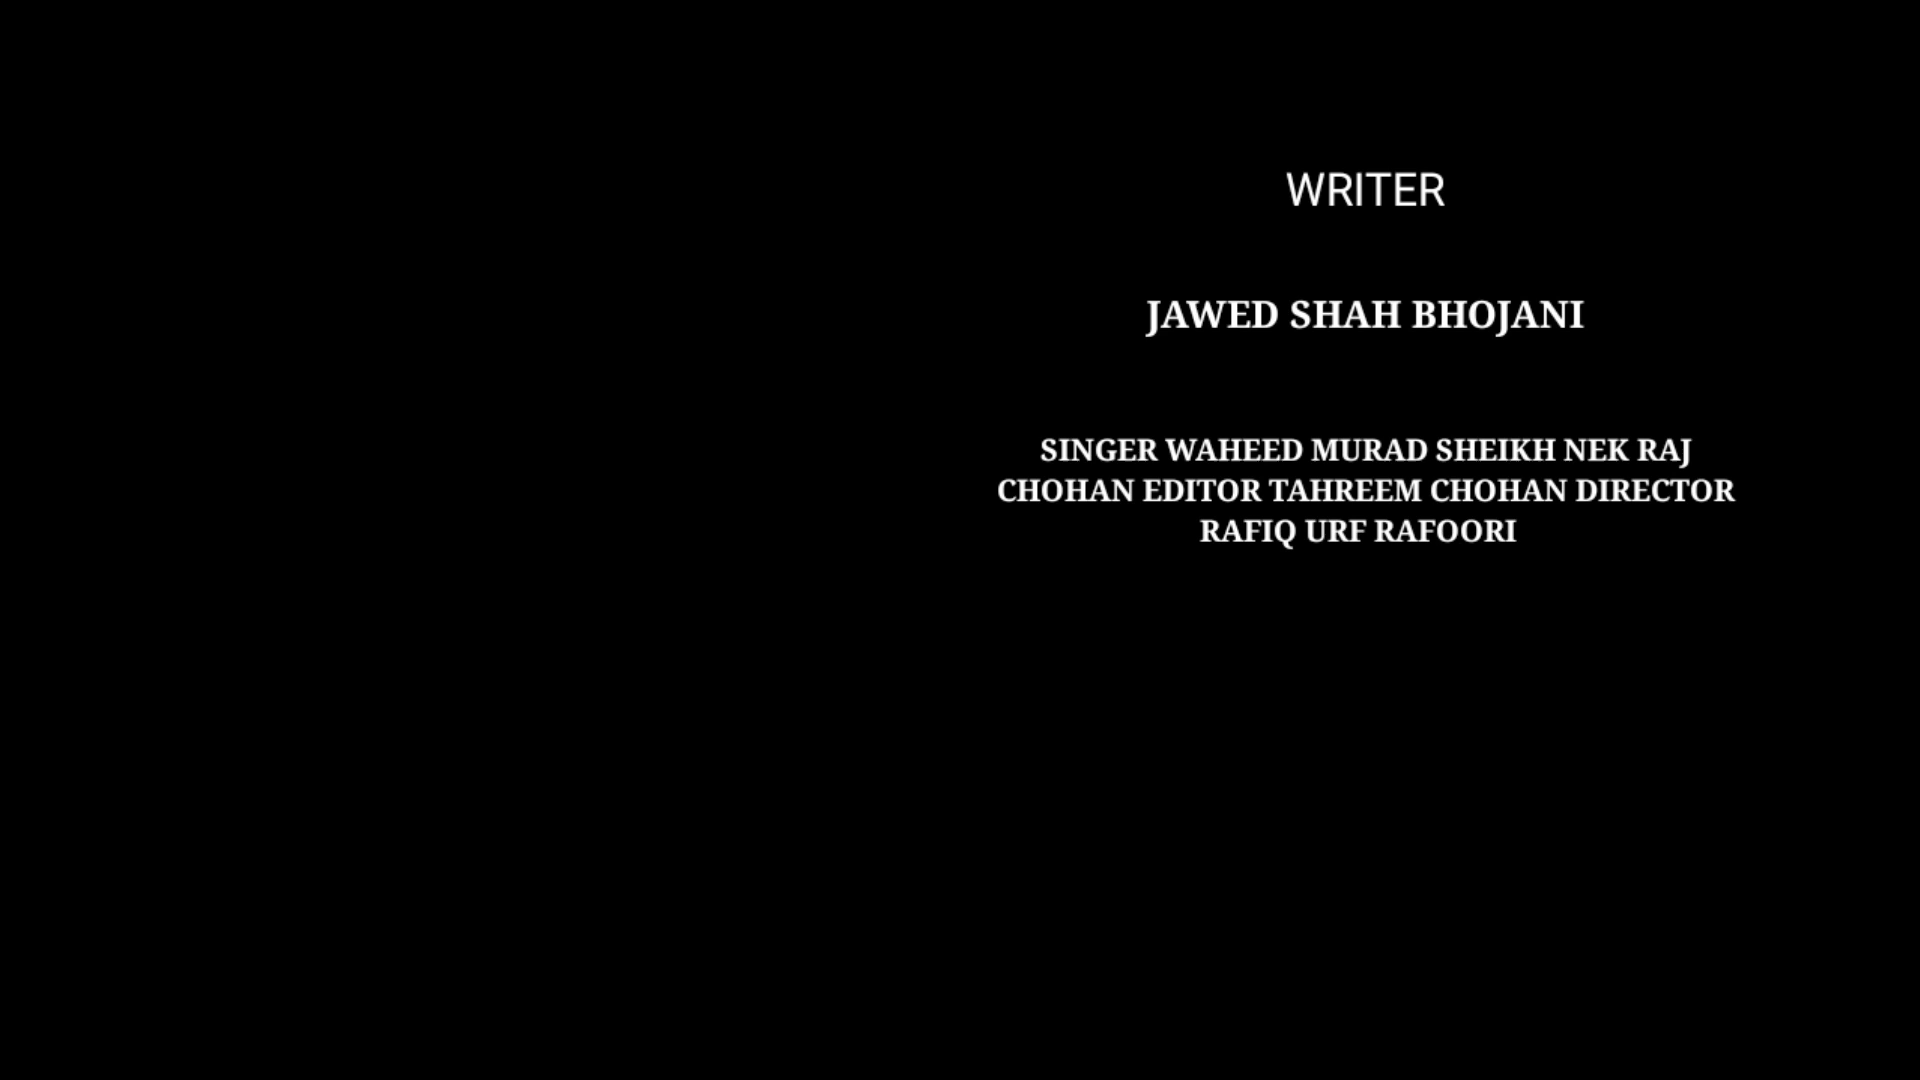 WRITER
JAWED SHAH BHOJANI
SINGER WAHEED MURAD SHEIKH NEK RAJ
CHOHAN EDITOR TAHREEM CHOHAN DIRECTOR
RAFIQ URF RAFOORI